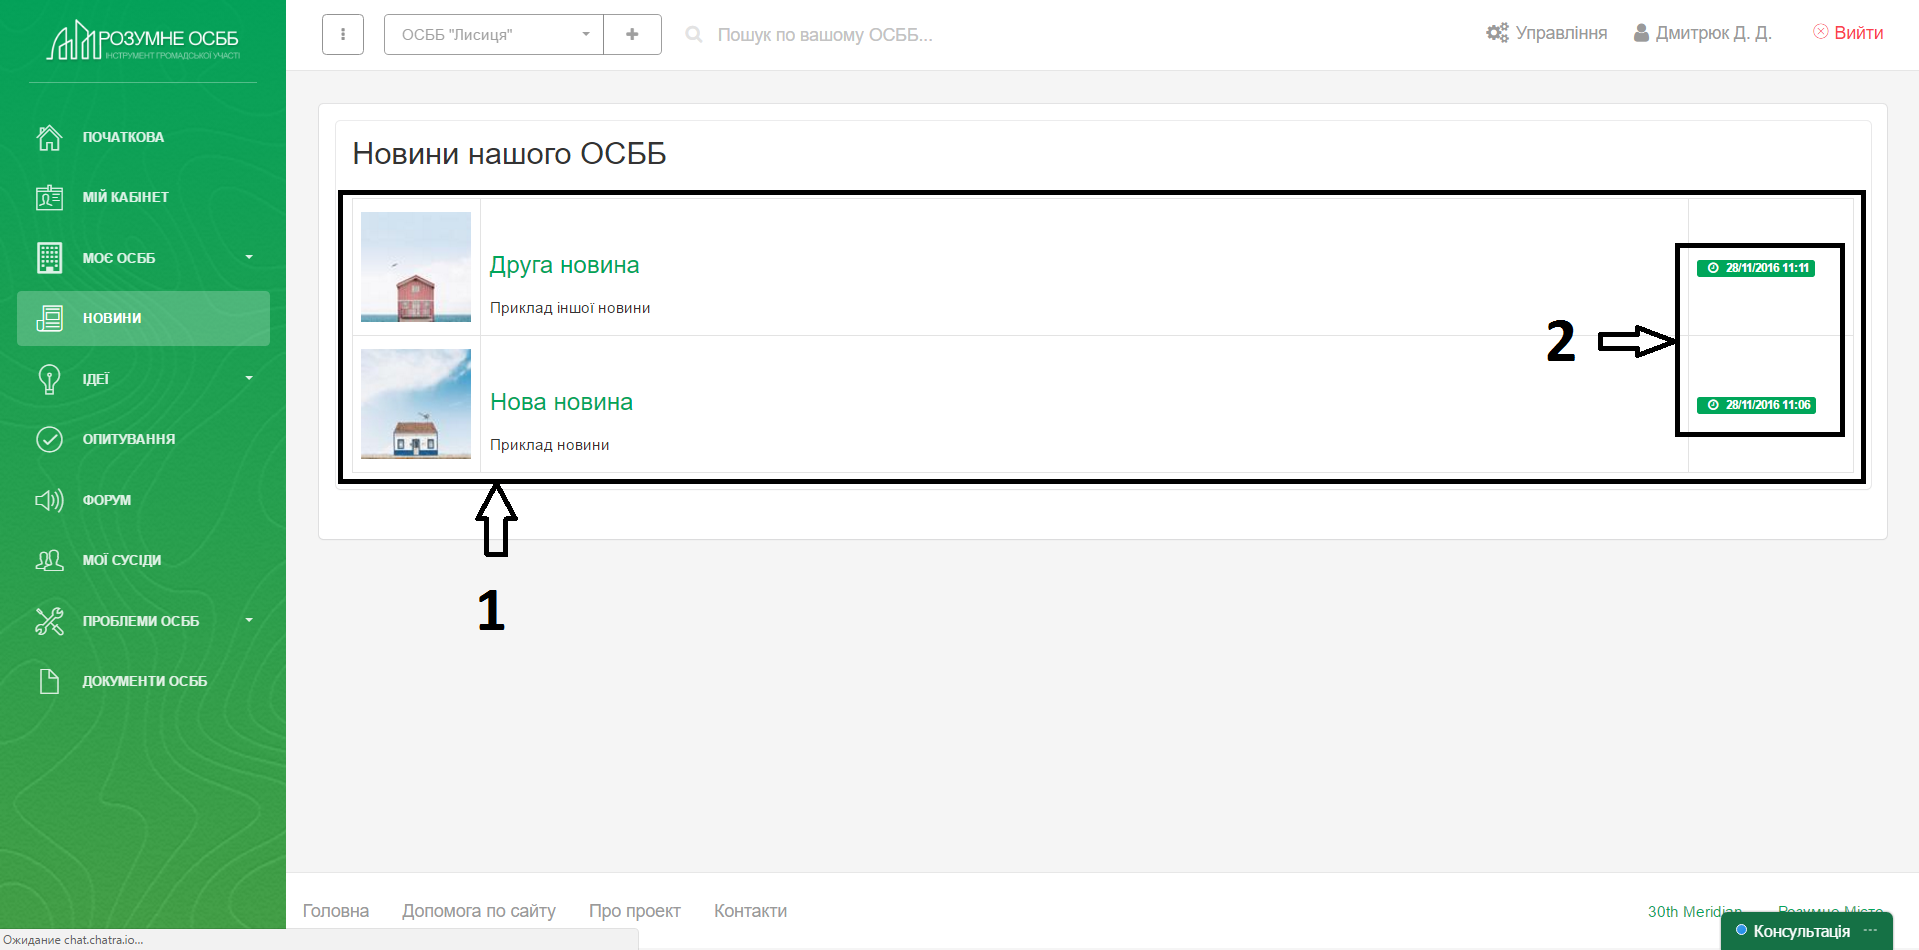 РОЗУМНЕ ОСББ
ІНСТРУМЕНТ ГРОМАДСЬКОЇ УЧАСТІ
ОСББ "Лисиця"
Пошук по вашому ОСББ...
Управління
Дмитрюк Д. Д.
Вийти
ПОЧАТКОВА
МІЙ КАБІНЕТ
МОЄ ОСББ
НОВИНИ
ІДЕЇ
ОПИТУВАННЯ
ФОРУМ
МОЇ СУСІДИ
ПРОБЛЕМИ ОСББ
ДОКУМЕНТИ ОСББ
Новини нашого ОСББ
Друга новина
Приклад іншої новини
28/11/2016 11:11
2
Нова новина
Приклад новини
28/11/2016 11:06
1
Головна
Допомога по сайту
Про проект
Контакти
30th Meridian
Розумне Місто
Консультація
Ожидание chat.chatra.io...